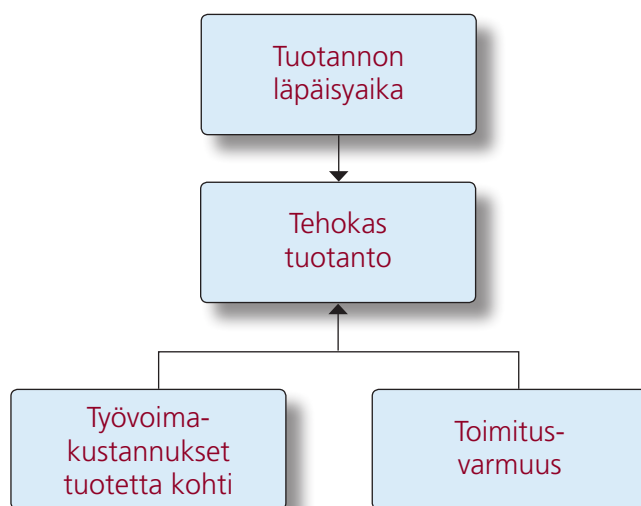 Tuotannon
läpäisyaika
Tehokas
tuotanto
Työvoima-
kustannukset
tuotetta kohti
Toimitus-
varmuus